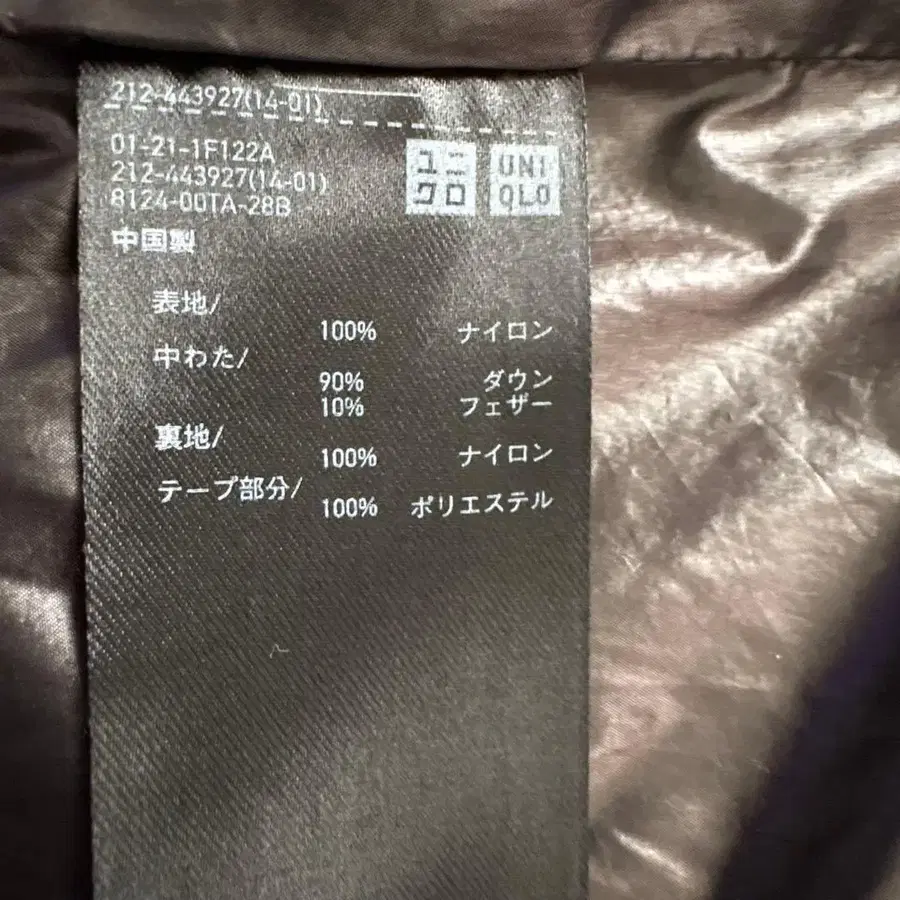 212-443927(14-01)
01-21-1F122A
212-443927(14-01)
8124-00TA-28B
ユニ
クロ
UNI
QLO
中国製
表地/
100% ナイロン
中わた/
90% ダウン
10% フェザー
裏地/
100% ナイロン
テープ部分/
100% ポリエステル